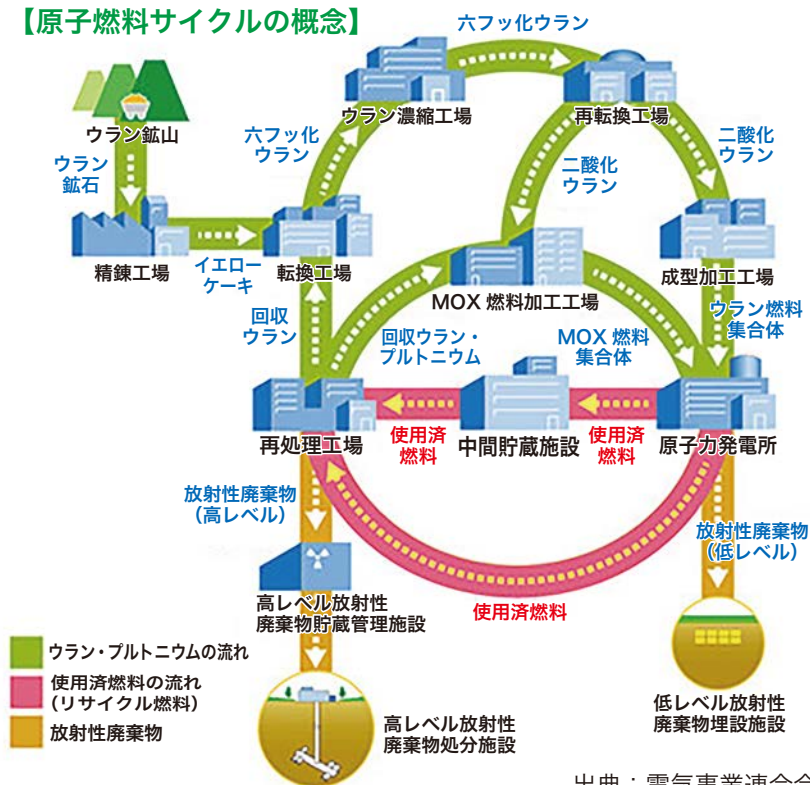 【原子燃料サイクルの概念】
六フッ化ウラン
ウラン濃縮工場
再転換工場
ウラン鉱山
六フッ化
ウラン
二酸化
ウラン
二酸化
ウラン
ウラン
鉱石
精錬工場
イエロー
ケーキ
転換工場
MOX 燃料加工工場
成型加工工場
回収
ウラン
回収ウラン・
プルトニウム
MOX 燃料
集合体
ウラン燃料
集合体
再処理工場
使用済
燃料
中間貯蔵施設
使用済
燃料
原子力発電所
放射性廃棄物
（高レベル）
放射性廃棄物
（低レベル）
使用済燃料
高レベル放射性
廃棄物貯蔵管理施設
ウラン・プルトニウムの流れ
使用済燃料の流れ
（リサイクル燃料）
放射性廃棄物
高レベル放射性
廃棄物処分施設
低レベル放射性
廃棄物埋設施設
出典：電気事業連合会